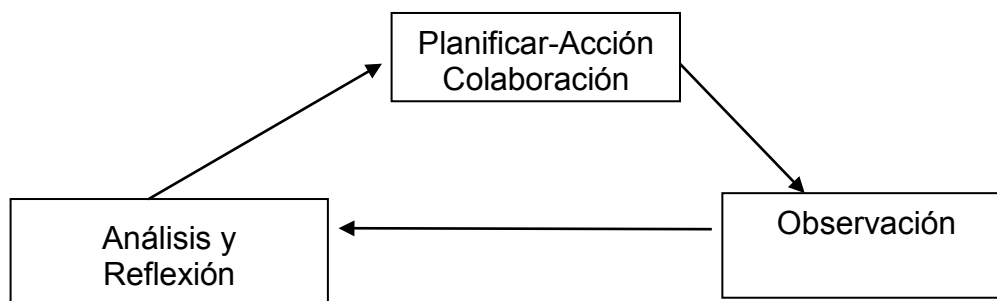 Planificar-Acción
Colaboración
Observación
Análisis y
Reflexión